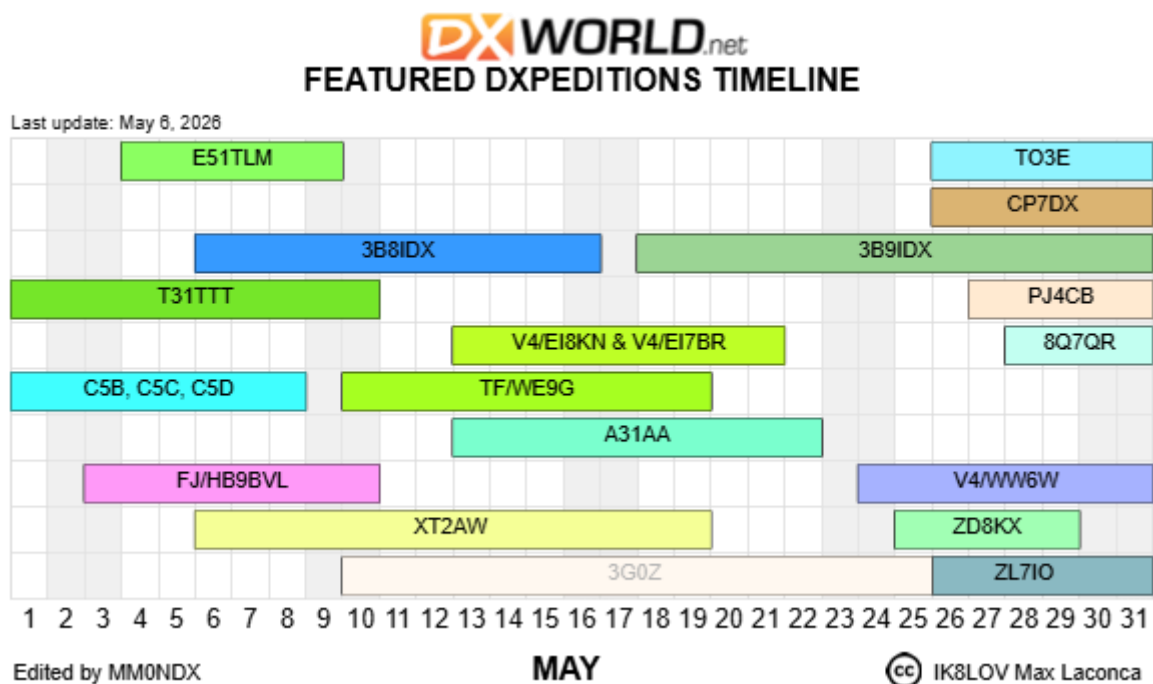 DX WORLD.net
FEATURED DXPEDITIONS TIMELINE
Last update: May 6, 2026
E51TLM TO3E
CP7DX
3B8IDX 3B9IDX
T31TTT PJ4CB
V4/EI8KN & V4/EI7BR 8Q7QR
C5B, C5C, C5D TF/WE9G
A31AA
FJ/HB9BVL V4/WW6W
XT2AW ZD8KX
3G0Z ZL7IO
1 2 3 4 5 6 7 8 9 10 11 12 13 14 15 16 17 18 19 20 21 22 23 24 25 26 27 28 29 30 31
Edited by MM0NDX MAY cc IK8LOV Max Laconca